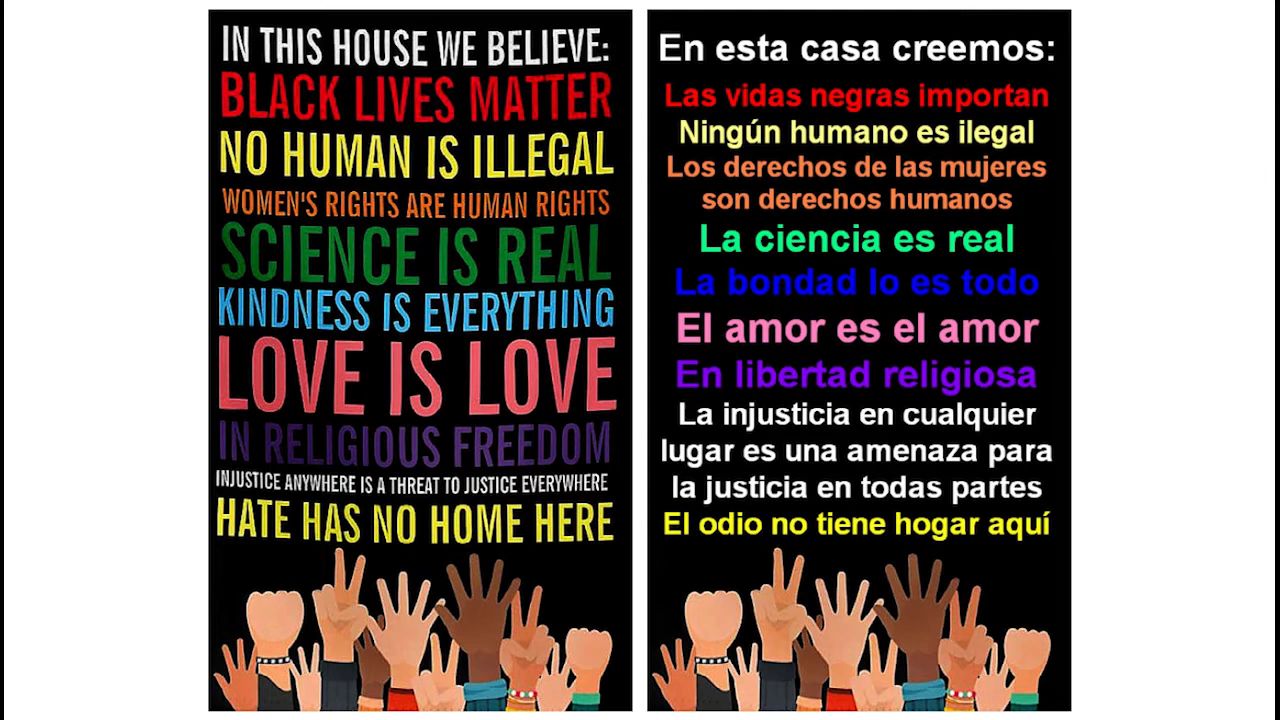 IN THIS HOUSE WE BELIEVE:
BLACK LIVES MATTER
NO HUMAN IS ILLEGAL
WOMEN'S RIGHTS ARE HUMAN RIGHTS
SCIENCE IS REAL
KINDNESS IS EVERYTHING
LOVE IS LOVE
IN RELIGIOUS FREEDOM
INJUSTICE ANYWHERE IS A THREAT TO JUSTICE EVERYWHERE
HATE HAS NO HOME HERE
En esta casa creemos:
Las vidas negras importan
Ningún humano es ilegal
Los derechos de las mujeres
son derechos humanos
La ciencia es real
La bondad lo es todo
El amor es el amor
En libertad religiosa
La injusticia en cualquier
lugar es una amenaza para
la justicia en todas partes
El odio no tiene hogar aquí